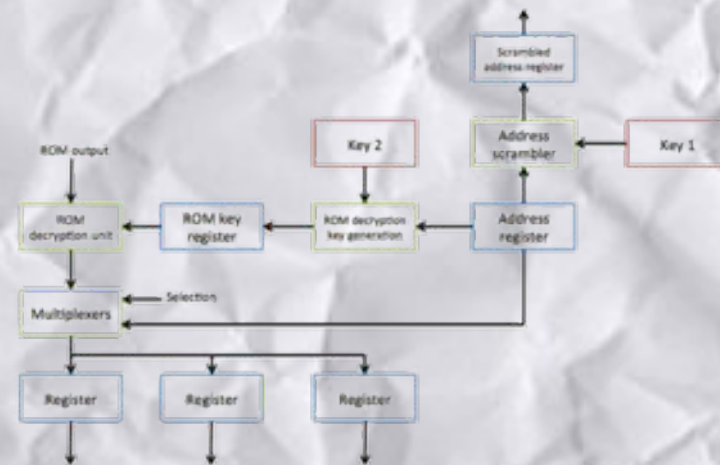 Scrambled
address register
Key 2
Address
scrambler
Key 1
ROM output
ROM
decryption unit
ROM key
register
ROM decryption
key generation
Address
register
Multiplexers
Selection
Register
Register
Register